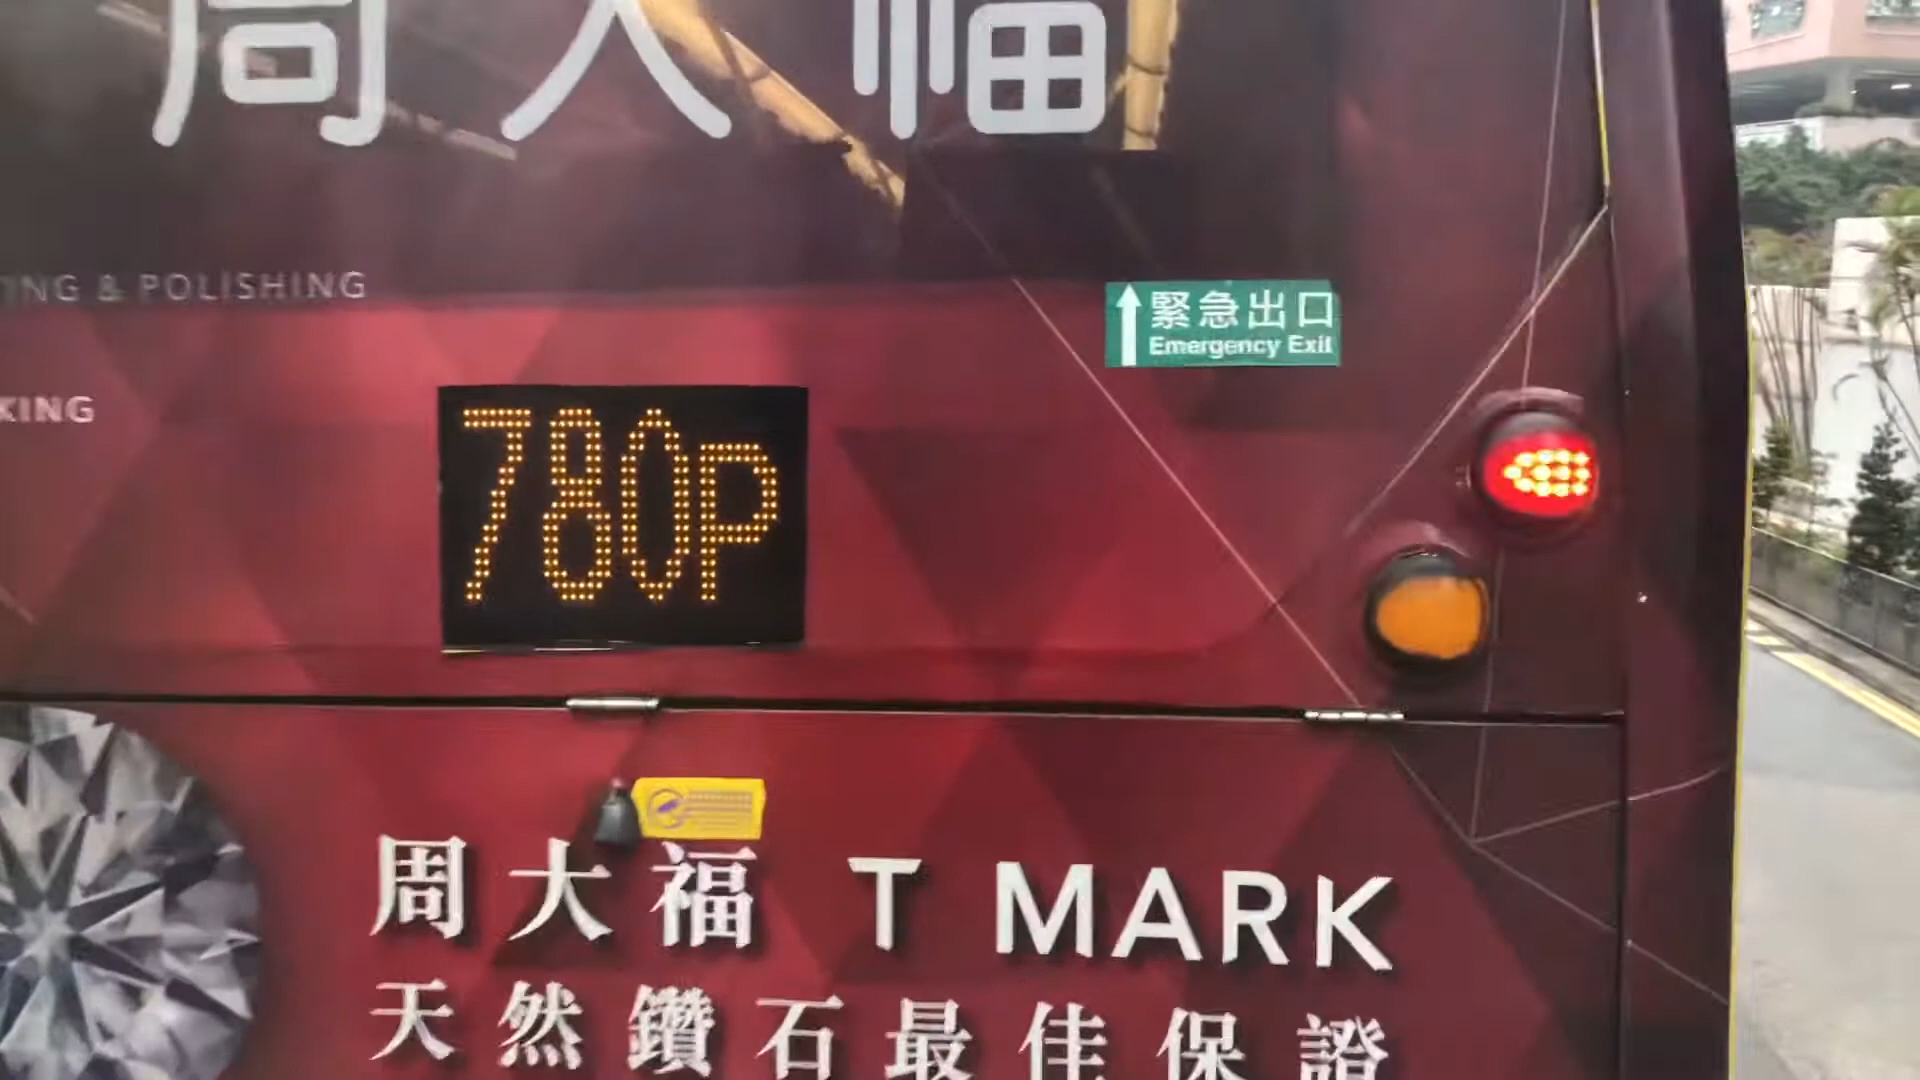 周大福
& POLISHING
緊急出口
Emergency Exit
KING
780P
周大福 T MARK
天然鑽石最佳保證